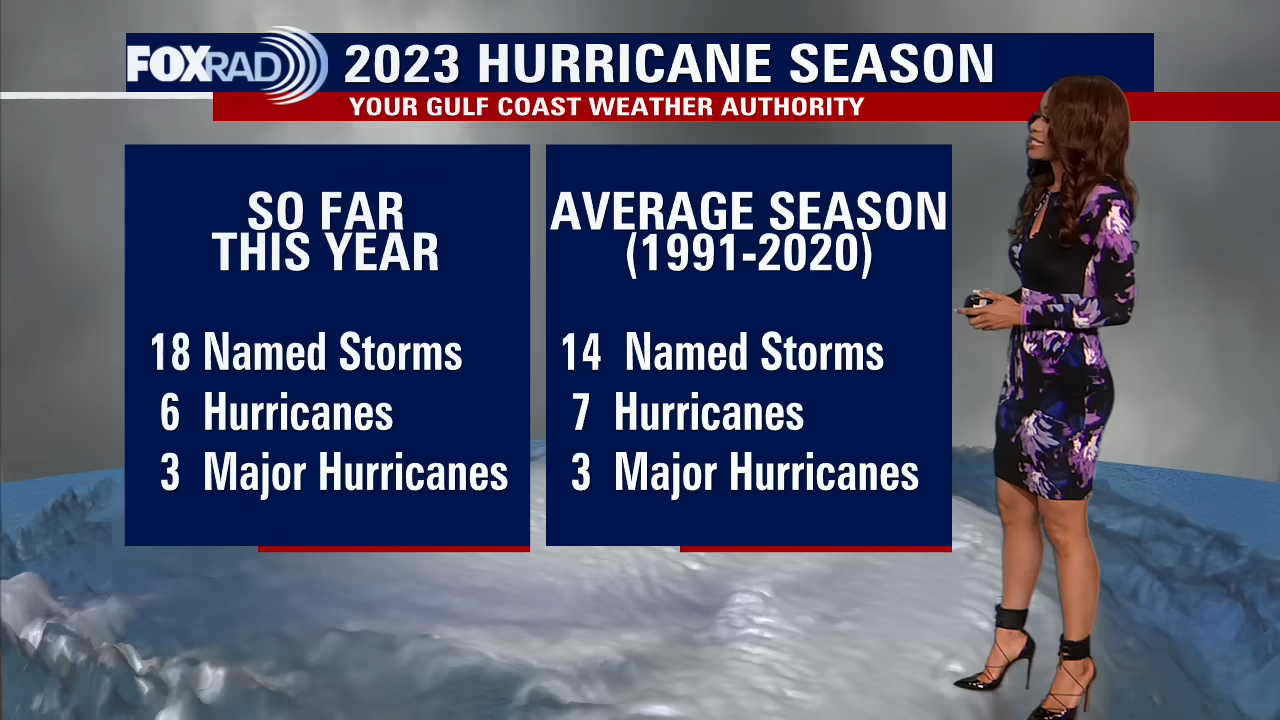 FOXRAD 2023 HURRICANE SEASON
YOUR GULF COAST WEATHER AUTHORITY
SO FAR
THIS YEAR
18 Named Storms
6 Hurricanes
3 Major Hurricanes
AVERAGE SEASON
(1991-2020)
14 Named Storms
7 Hurricanes
3 Major Hurricanes